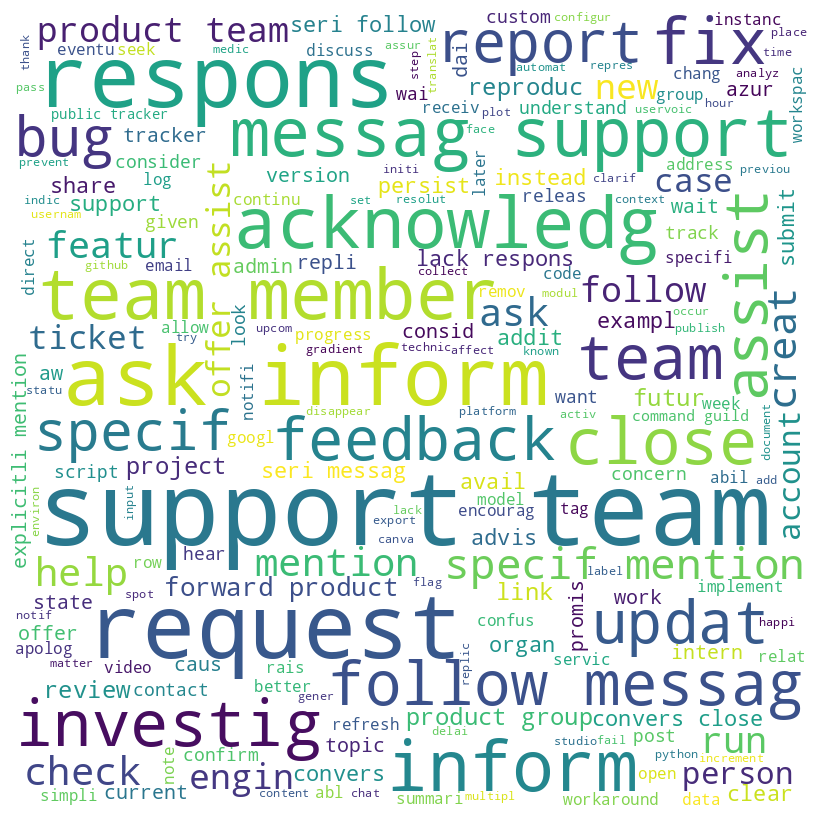 thank
product team
seri follow
custom
configur
instanc
place
eventu
seek
medic
assur
discuss
dai
report
fix
step
translat
repres
chang
analyz
time
respons
pass
automat
wai
reproduc
new
group
azur
hour
workspac
public tracker
receiv
plot
understand
uservoic
bug
tracker
messag support
face
prevent
consider
version
initi
later
clarif
address
previou
indic
share
log
persist
instead
case
usernam
support
continu
set
resolut
releas
context
wait
submit
given
acknowledg
track
direct
featur
offer assist
admin
repli
lack respons
specifi
assist
github
email
collect
code
team member
remov
modul
follow
occur
look
ask
ticket
allow
upcom
progress
consid
addit
exampl
publish
try
gradient
technic
affect
known
team
creat
aw
notifi
ask inform
want
statu
futur
week
disappear
platform
activ
command guild
explicitli mention
specif
googl
feedback
close
document
account
script
project
seri messag
avail
abil
concern
environ
input
model
encourag
tag
add
support team
lack
export
canva
advis
hear
help
row
mention
specif mention
label
spot
forward product
flag
link
implement
state
notif
offer
request
confus
promis
work
updat
happi
apolog
organ
matter
video
caus
rais
servic
intern
relat
replic
review
contact
better
gener
follow messag
investig
refresh
product group
convers close
topic
delai
post
run
note
confirm
studio
fail
python
check
engin
convers
inform
open
increment
person
simpli
current
content
abl
chat
summari
multipl
workaround
data
clear